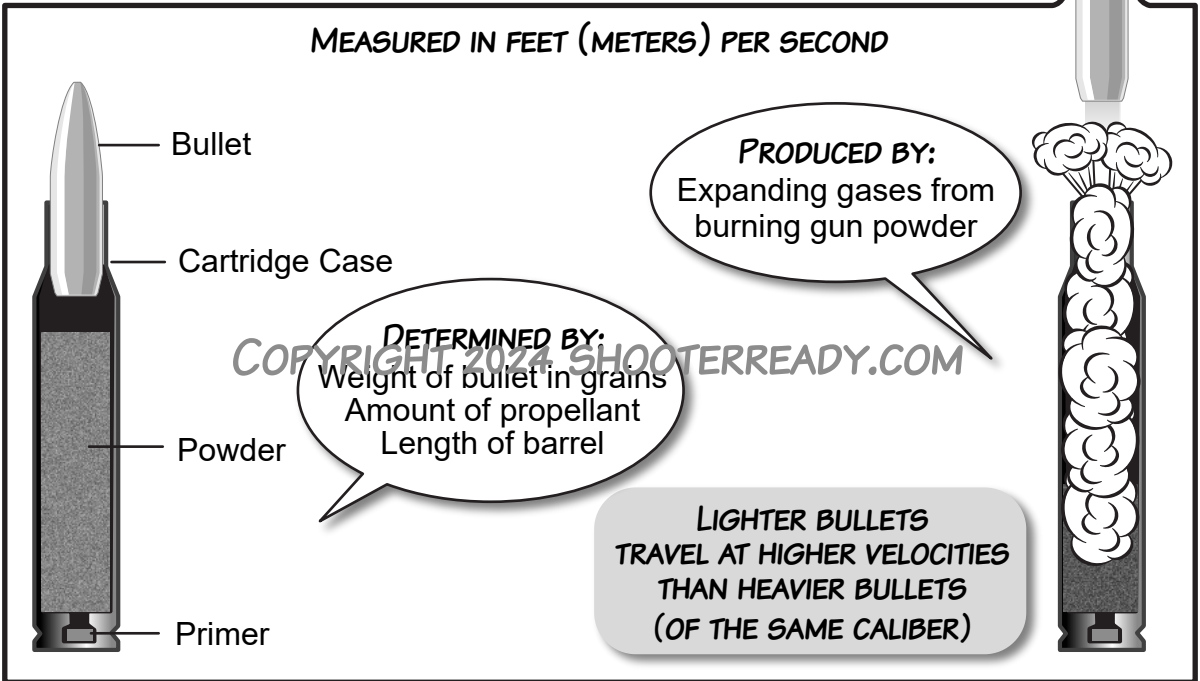 MEASURED IN FEET (METERS) PER SECOND
Bullet
Cartridge Case
Powder
Primer
PRODUCED BY:
Expanding gases from
burning gun powder
DETERMINED BY:
Weight of bullet in grains
Amount of propellant
Length of barrel
COPYRIGHT 2024 SHOOTERREADY.COM
LIGHTER BULLETS
TRAVEL AT HIGHER VELOCITIES
THAN HEAVIER BULLETS
(OF THE SAME CALIBER)